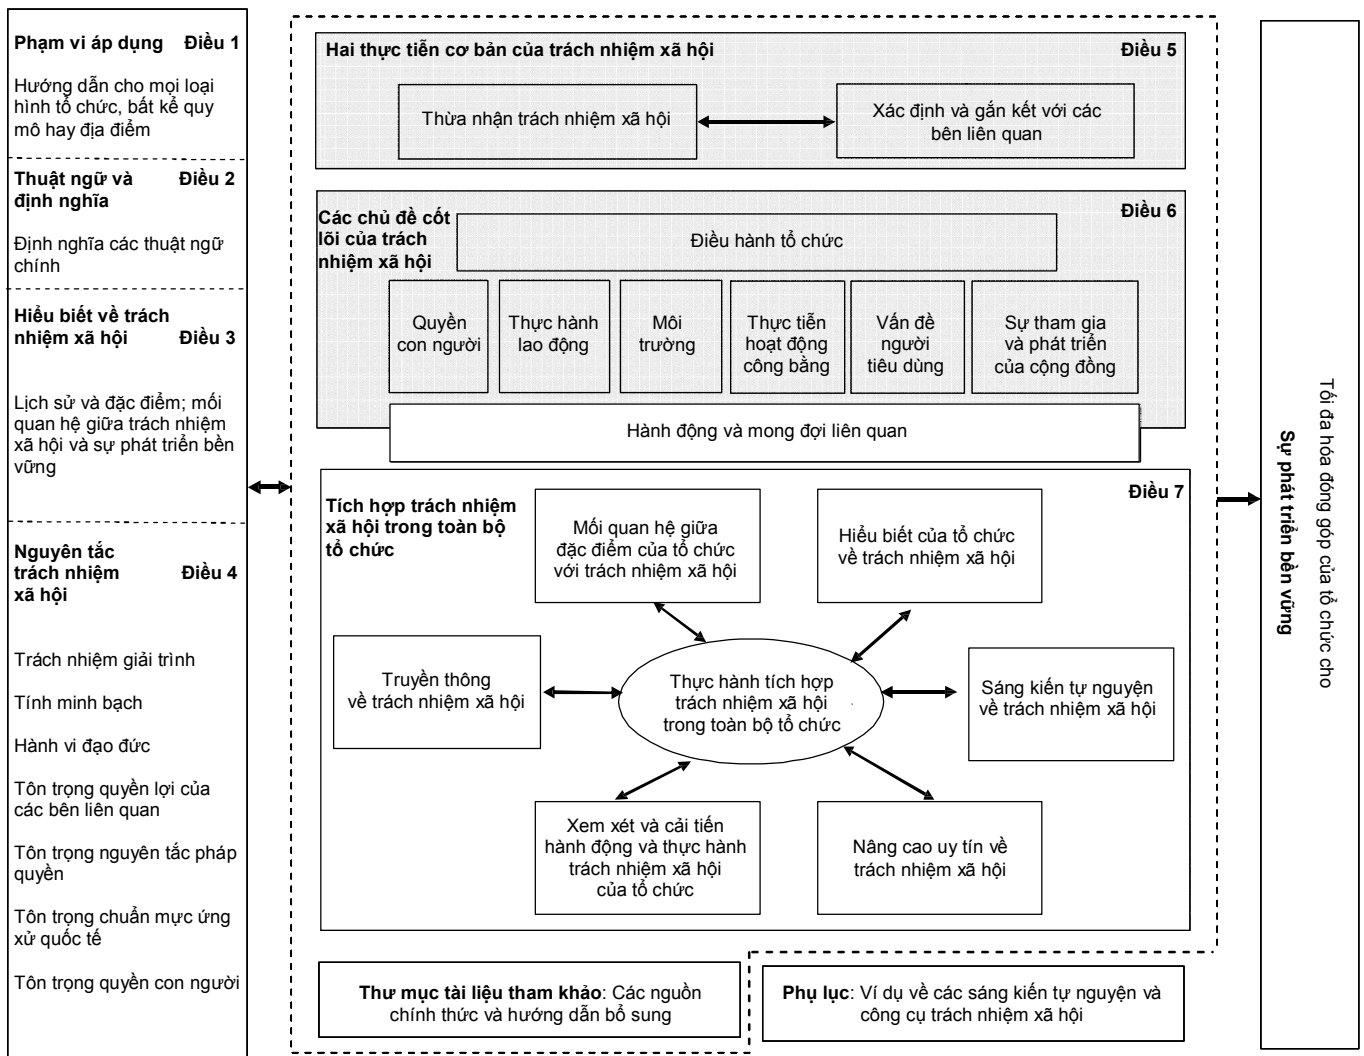 Phạm vi áp dụng Điều 1
Hướng dẫn cho mọi loại
hình tổ chức, bất kể quy
mô hay địa điểm
Thuật ngữ và Điều 2
định nghĩa
Định nghĩa các thuật ngữ
chính
Hiểu biết về trách
nhiệm xã hội Điều 3
Lịch sử và đặc điểm; mối
quan hệ giữa trách nhiệm
xã hội và sự phát triển bền
vững
Nguyên tắc
trách nhiệm Điều 4
xã hội
Trách nhiệm giải trình
Tính minh bạch
Hành vi đạo đức
Tôn trọng quyền lợi của
các bên liên quan
Tôn trọng nguyên tắc pháp
quyền
Tôn trọng chuẩn mực ứng
xử quốc tế
Tôn trọng quyền con người
Hai thực tiễn cơ bản của trách nhiệm xã hội Điều 5
Thừa nhận trách nhiệm xã hội
Xác định và gắn kết với các
bên liên quan
Các chủ đề cốt
lõi của trách
nhiệm xã hội
Điều 6
Điều hành tổ chức
Quyền
con người
Thực hành
lao động
Môi
trường
Thực tiễn
hoạt động
công bằng
Vấn đề
người
tiêu dùng
Sự tham gia
và phát triển
của cộng đồng
Hành động và mong đợi liên quan
Tích hợp trách nhiệm
xã hội trong toàn bộ
tổ chức
Điều 7
Mối quan hệ giữa
đặc điểm của tổ chức
với trách nhiệm xã hội
Hiểu biết của tổ chức
về trách nhiệm xã hội
Truyền thông
về trách nhiệm xã hội
Thực hành tích hợp
trách nhiệm xã hội
trong toàn bộ tổ chức
Sáng kiến tự nguyện
về trách nhiệm xã hội
Xem xét và cải tiến
hành động và thực hành
trách nhiệm xã hội
của tổ chức
Nâng cao uy tín về
trách nhiệm xã hội
Thư mục tài liệu tham khảo: Các nguồn
chính thức và hướng dẫn bổ sung
Phụ lục: Ví dụ về các sáng kiến tự nguyện và
công cụ trách nhiệm xã hội
Tối đa hóa đóng góp của tổ chức cho
Sự phát triển bền vững